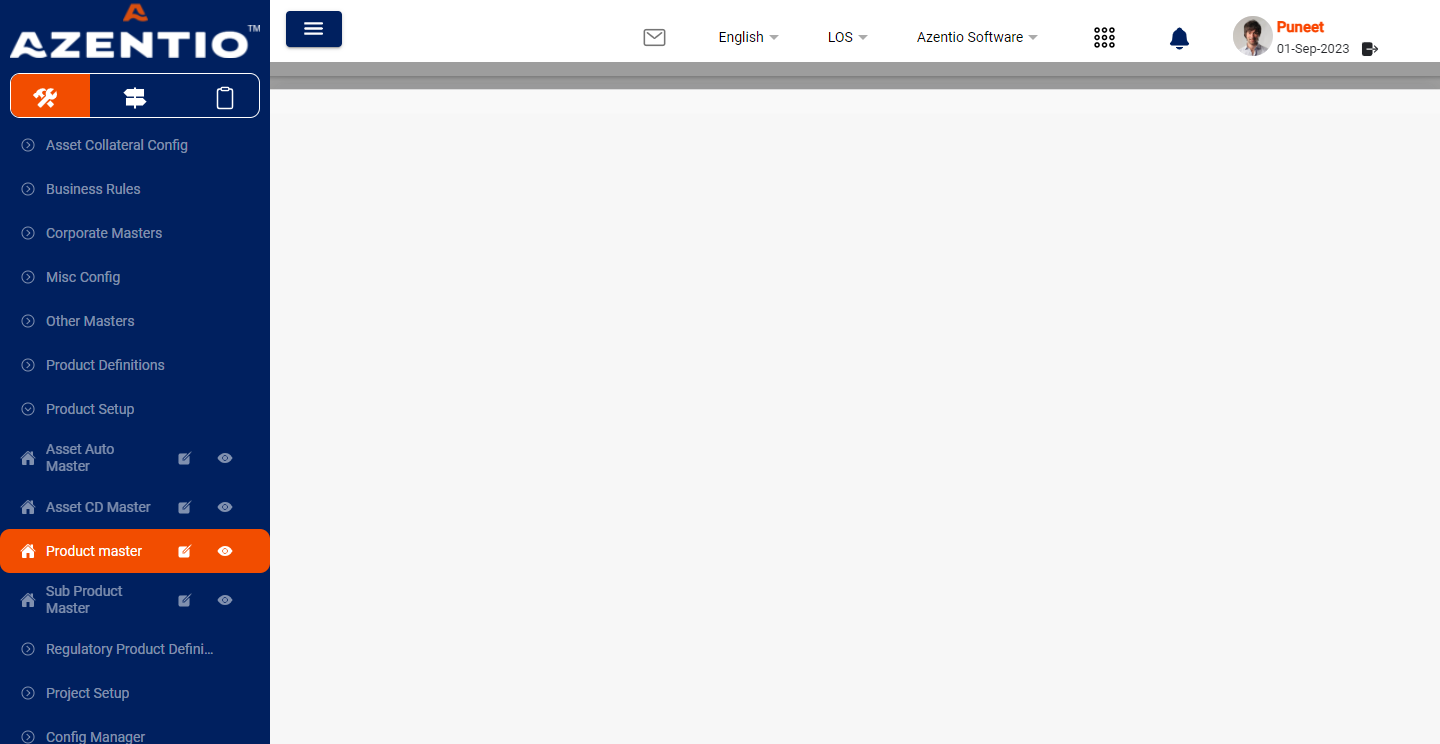 AZENTIO™
English
LOS
Azentio Software
Puneet
01-Sep-2023
Asset Collateral Config
Business Rules
Corporate Masters
Misc Config
Other Masters
Product Definitions
Product Setup
Asset Auto
Master
Asset CD Master
Product master
Sub Product
Master
Regulatory Product Defini...
Project Setup
Config Manager